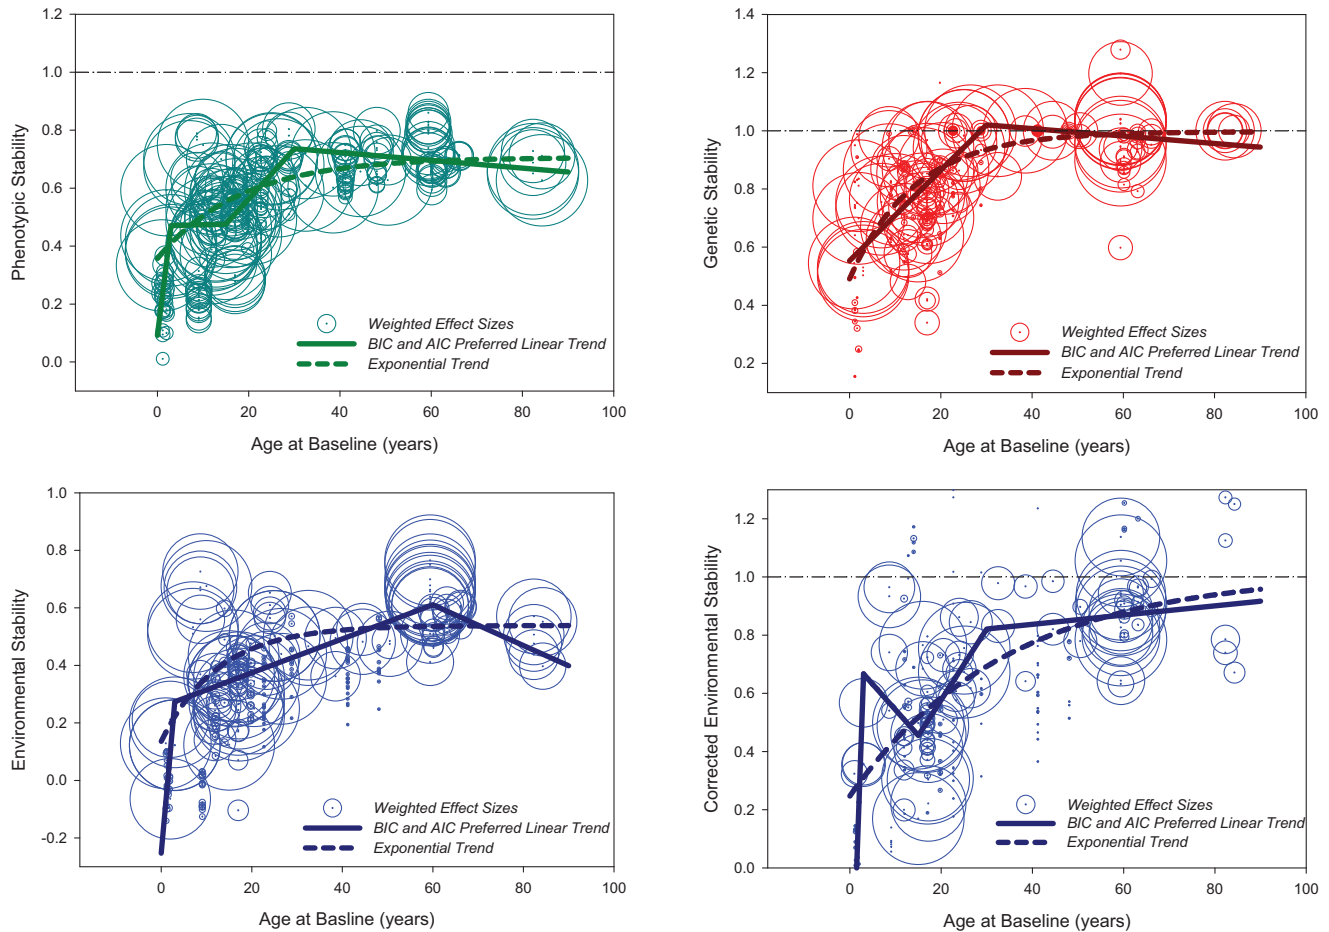 1.2
1.0
0.8
0.6
0.4
0.2
0.0
Phenotypic Stability
Weighted Effect Sizes
BIC and AIC Preferred Linear Trend
Exponential Trend
0 20 40 60 80 100
Age at Baseline (years)
1.4
1.2
1.0
0.8
0.6
0.4
0.2
Genetic Stability
Weighted Effect Sizes
BIC and AIC Preferred Linear Trend
Exponential Trend
0 20 40 60 80 100
Age at Baseline (years)
1.0
0.8
0.6
0.4
0.2
0.0
-0.2
Environmental Stability
Weighted Effect Sizes
BIC and AIC Preferred Linear Trend
Exponential Trend
0 20 40 60 80 100
Age at Basline (years)
1.2
1.0
0.8
0.6
0.4
0.2
0.0
Corrected Environmental Stability
Weighted Effect Sizes
BIC and AIC Preferred Linear Trend
Exponential Trend
0 20 40 60 80 100
Age at Baseline (years)